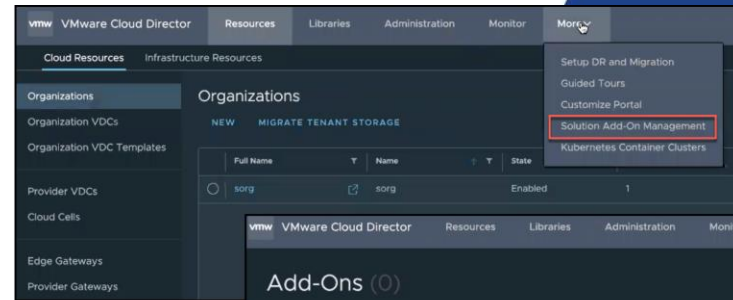 vmw VMware Cloud Director Resources Libraries Administration Monitor More
Cloud Resources Infrastructure Resources
Setup DR and Migration
Guided Tours
Customize Portal
Solution Add-On Management
Kubernetes Container Clusters
Organizations
Organization VDCs
Organization VDC Templates
Provider VDCs
Cloud Cells
Edge Gateways
Provider Gateways
Organizations
NEW MIGRATE TENANT STORAGE
Full Name Name State
sorg sorg Enabled 1
vmw VMware Cloud Director Resources Libraries Administration Moni
Add-Ons (0)